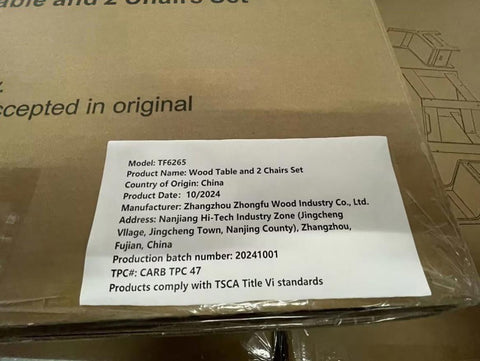 able and 2 Chairs Set
ccepted in original
Model: TF6265
Product Name: Wood Table and 2 Chairs Set
Country of Origin: China
Product Date: 10/2024
Manufacturer: Zhangzhou Zhongfu Wood Industry Co., Ltd.
Address: Nanjiang Hi-Tech Industry Zone (Jingcheng
Vllage, Jingcheng Town, Nanjing County), Zhangzhou,
Fujian, China
Production batch number: 20241001
TPC#: CARB TPC 47
Products comply with TSCA Title Vi standards